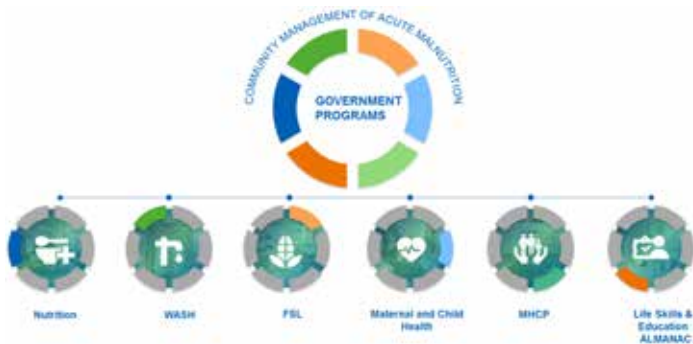 COMMUNITY MANAGEMENT OF ACUTE MALNUTRITION
GOVERNMENT
PROGRAMS
Nutrition
WASH
FSL
Maternal and Child
Health
MHCP
Life Skills &
Education
ALMANAC